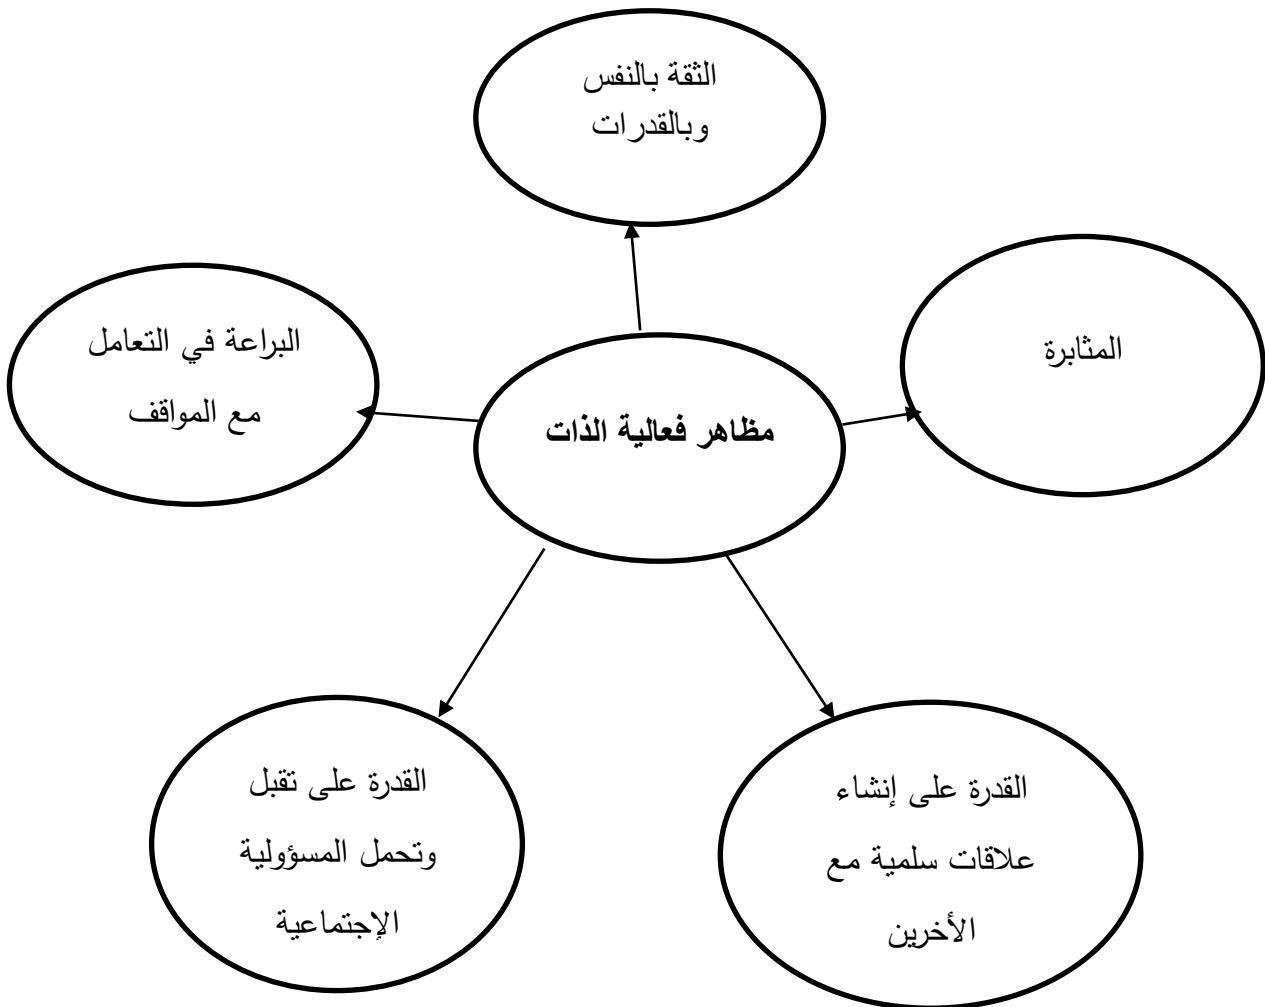 الثقة بالنفس
وبالقدرات
المثابرة
البراعة في التعامل
مع المواقف
مظاهر فعالية الذات
القدرة على إنشاء
علاقات سلمية مع
الأخرين
القدرة على تقبل
وتحمل المسؤولية
الإجتماعية